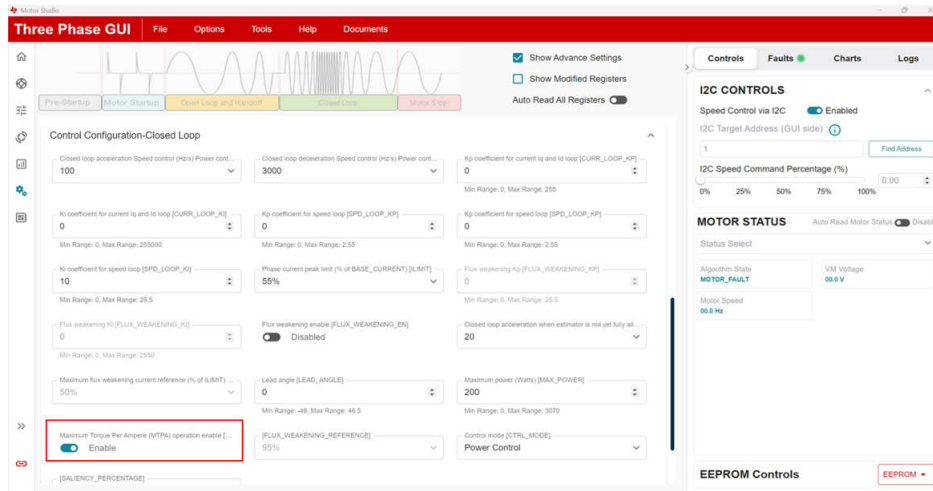 Motor Studio
Three Phase GUI File Options Tools Help Documents
Pre-Startup Motor Startup Open Loop and Handoff Closed Loop Motor Stop
Show Advance Settings
Show Modified Registers
Auto Read All Registers
Control Configuration-Closed Loop
Closed loop acceleration Speed control (Hz/s) Power cont...
100
Closed loop deceleration Speed control (Hz/s) Power cont...
3000
Kp coefficient for current Iq and Id loop [CURR_LOOP_KP]
0
Min Range: 0, Max Range: 255
Ki coefficient for current Iq and Id loop [CURR_LOOP_KI]
0
Min Range: 0, Max Range: 255000
Kp coefficient for speed loop [SPD_LOOP_KP]
0
Min Range: 0, Max Range: 2.55
Kp coefficient for speed loop [SPD_LOOP_KP]
0
Min Range: 0, Max Range: 2.55
Ki coefficient for speed loop [SPD_LOOP_KI]
10
Min Range: 0, Max Range: 25.5
Phase current peak limit (% of BASE_CURRENT) [ILIMIT]
55%
Flux weakening Kp [FLUX_WEAKENING_KP]
0
Min Range: 0, Max Range: 25.5
Flux weakening Ki [FLUX_WEAKENING_KI]
0
Min Range: 0, Max Range: 2550
Flux weakening enable [FLUX_WEAKENING_EN]
Disabled
Closed loop acceleration when estimator is not yet fully ali...
20
Maximum flux weakening current reference (% of ILIMIT) ...
50%
Lead angle [LEAD_ANGLE]
0
Min Range: -48, Max Range: 48.5
Maximum power (Watts) [MAX_POWER]
200
Min Range: 0, Max Range: 3070
Maximum Torque Per Ampere (MTPA) operation enable [...
Enable
[FLUX_WEAKENING_REFERENCE]
95%
Control mode [CTRL_MODE]
Power Control
[SALIENCY_PERCENTAGE]
Controls Faults Charts Logs
I2C CONTROLS
Speed Control via I2C Enabled
I2C Target Address (GUI side)
1 Find Address
I2C Speed Command Percentage (%)
0.00
0% 25% 50% 75% 100%
MOTOR STATUS Auto Read Motor Status Disabl
Status Select
Algorithm State
MOTOR_FAULT
VM Voltage
00.0 V
Motor Speed
00.0 Hz
EEPROM Controls EEPROM